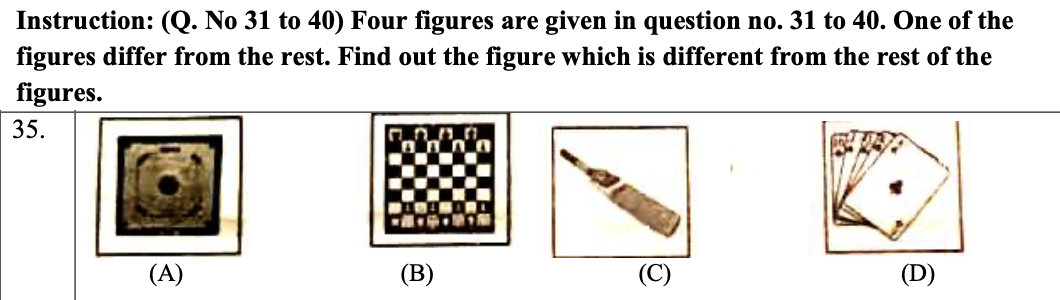 Instruction: (Q. No 31 to 40) Four figures are given in question no. 31 to 40. One of the
figures differ from the rest. Find out the figure which is different from the rest of the
figures.
35.
(A) (B) (C) (D)